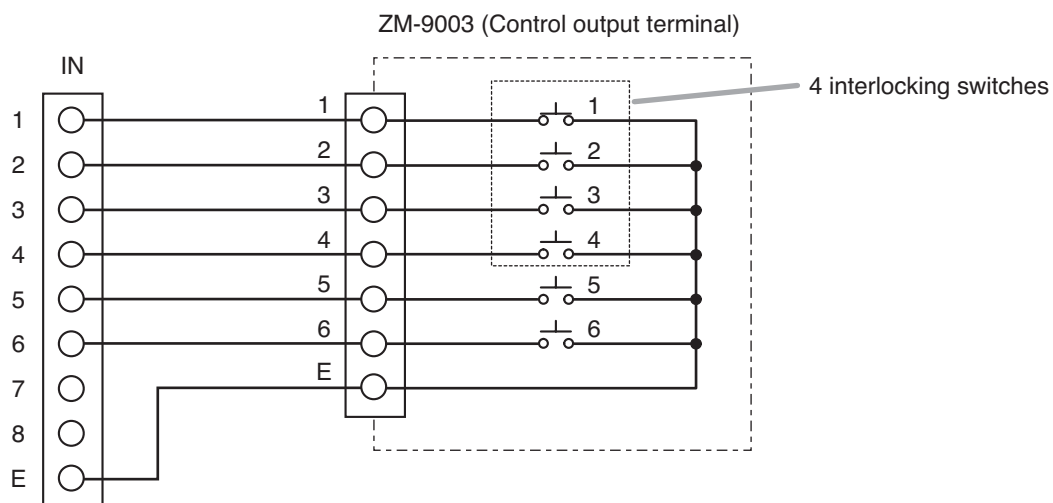 ZM-9003 (Control output terminal)
IN
4 interlocking switches
1 1 1
2 2 2
3 3 3
4 4 4
5 5 5
6 6 6
7 E
8
E